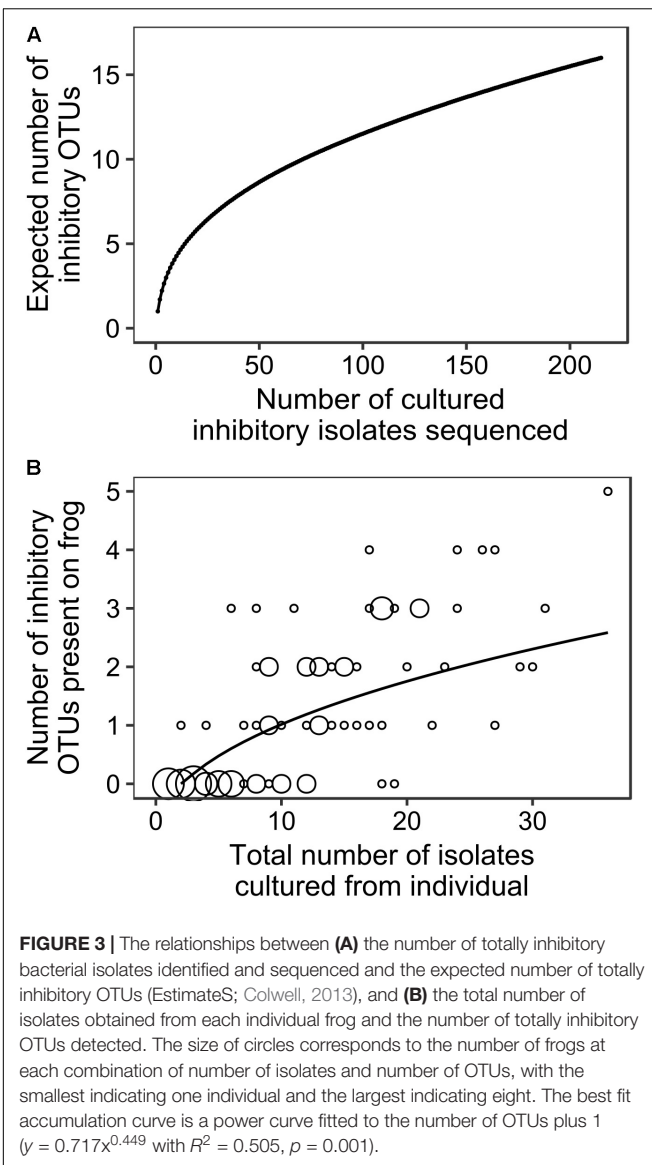 A
Expected number of
inhibitory OTUs
15
10
5
0
0 50 100 150 200
Number of cultured
inhibitory isolates sequenced
B
Number of inhibitory
OTUs present on frog
5
4
3
2
1
0
0 10 20 30
Total number of isolates
cultured from individual
FIGURE 3 | The relationships between (A) the number of totally inhibitory
bacterial isolates identified and sequenced and the expected number of totally
inhibitory OTUs (EstimateS; Colwell, 2013), and (B) the total number of
isolates obtained from each individual frog and the number of totally inhibitory
OTUs detected. The size of circles corresponds to the number of frogs at
each combination of number of isolates and number of OTUs, with the
smallest indicating one individual and the largest indicating eight. The best fit
accumulation curve is a power curve fitted to the number of OTUs plus 1
(y = 0.717x^0.449 with R² = 0.505, p = 0.001).